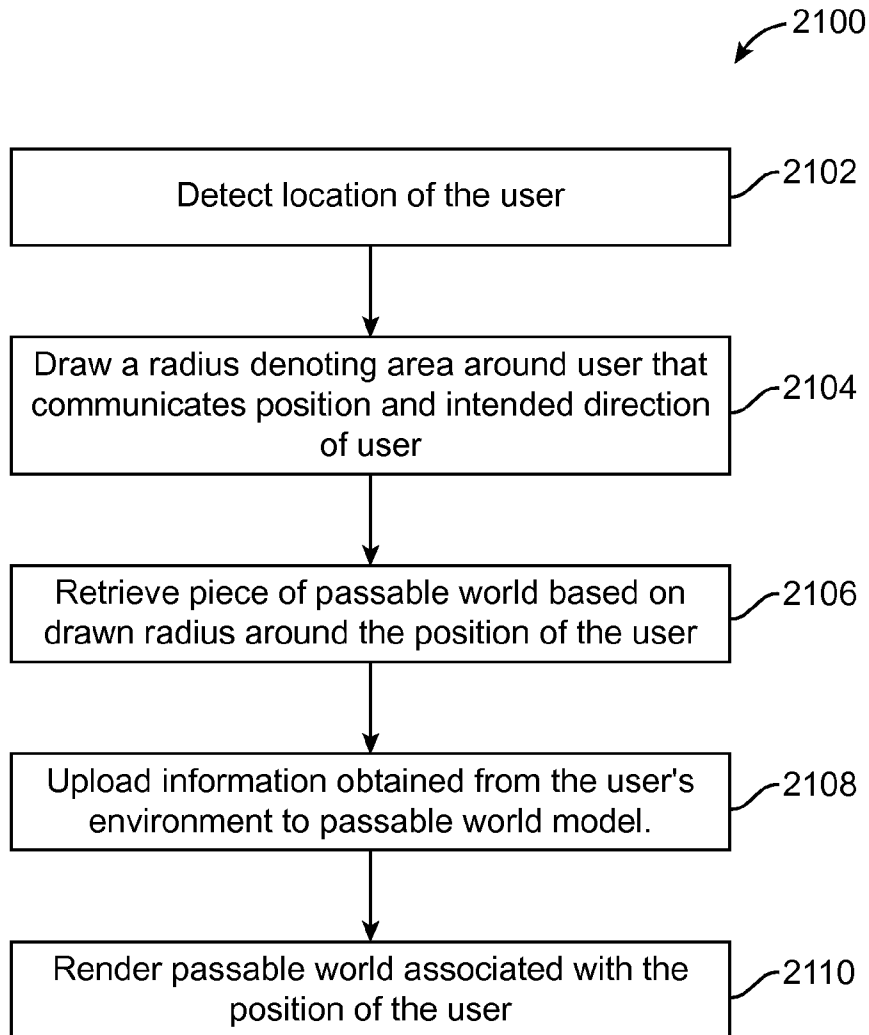 2100
Detect location of the user
2102
Draw a radius denoting area around user that
communicates position and intended direction
of user
2104
Retrieve piece of passable world based on
drawn radius around the position of the user
2106
Upload information obtained from the user's
environment to passable world model.
2108
Render passable world associated with the
position of the user
2110